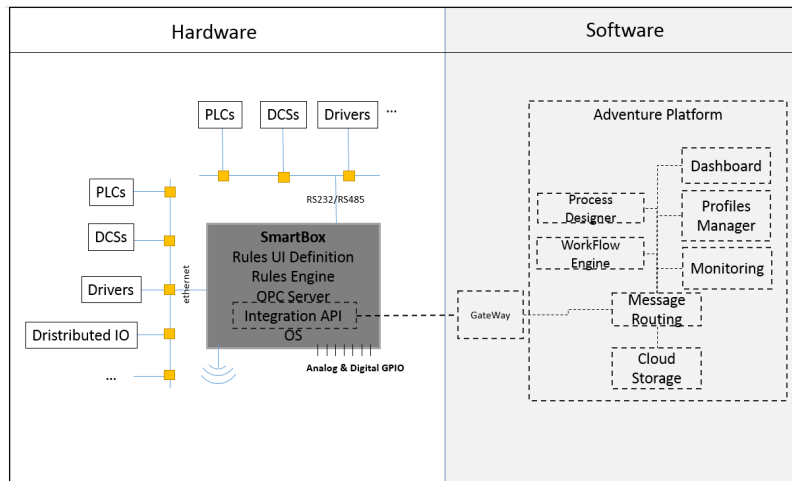 Hardware
Software
PLCs
DCSs
Drivers
...
RS232/RS485
PLCs
DCSs
Drivers
Dristributed IO
...
ethernet
SmartBox
Rules UI Definition
Rules Engine
OPC Server
Integration API
OS
Analog & Digital GPIO
GateWay
Adventure Platform
Dashboard
Process
Designer
Profiles
Manager
WorkFlow
Engine
Monitoring
Message
Routing
Cloud
Storage